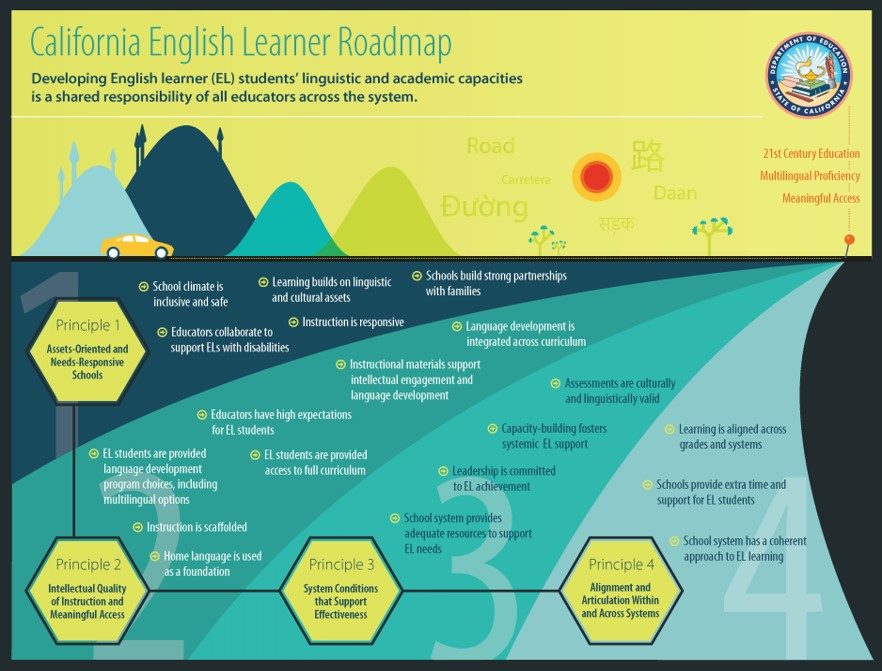 California English Learner Roadmap
Developing English learner (EL) students' linguistic and academic capacities
is a shared responsibility of all educators across the system.
DEPARTMENT OF EDUCATION
STATE OF CALIFORNIA
21st Century Education
Multilingual Proficiency
Meaningful Access
Road
Carretera
Đường
路
Daan
सड़क
1
Principle 1
Assets-Oriented and
Needs-Responsive
Schools
School climate is
inclusive and safe
Learning builds on linguistic
and cultural assets
Schools build strong partnerships
with families
Educators collaborate to
support ELs with disabilities
Instruction is responsive
Language development is
integrated across curriculum
Instructional materials support
intellectual engagement and
language development
Educators have high expectations
for EL students
EL students are provided
language development
program choices, including
multilingual options
EL students are provided
access to full curriculum
Instruction is scaffolded
Home language is used
as a foundation
2
Principle 2
Intellectual Quality
of Instruction and
Meaningful Access
Assessments are culturally
and linguistically valid
Capacity-building fosters
systemic EL support
Leadership is committed
to EL achievement
School system provides
adequate resources to support
EL needs
3
Principle 3
System Conditions
that Support
Effectiveness
Learning is aligned across
grades and systems
Schools provide extra time and
support for EL students
School system has a coherent
approach to EL learning
4
Principle 4
Alignment and
Articulation Within
and Across Systems